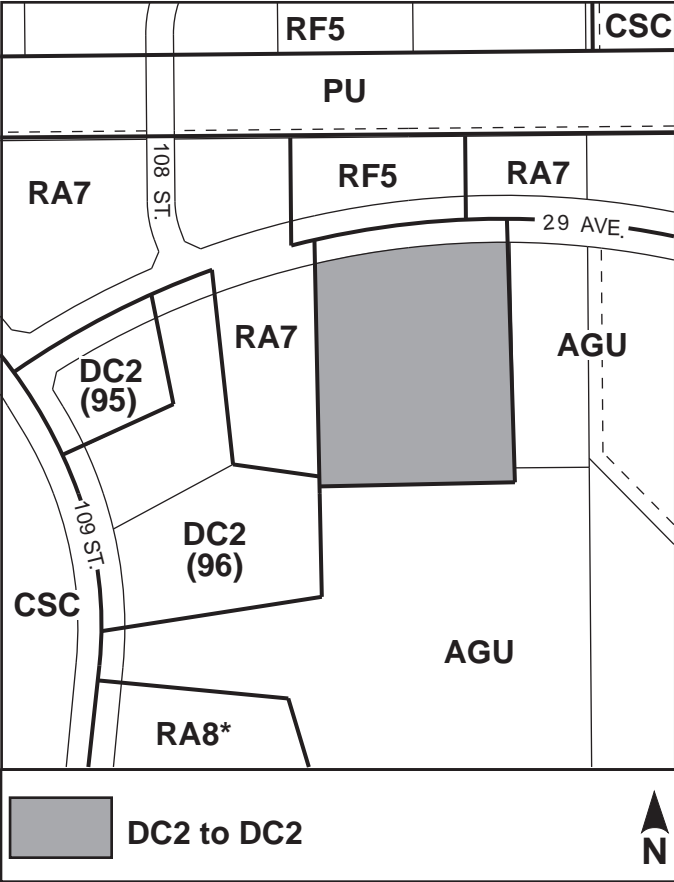 RF5
CSC
PU
RA7
108 ST.
RF5
RA7
29 AVE.
RA7
AGU
DC2
(95)
109 ST.
DC2
(96)
CSC
AGU
RA8*
DC2 to DC2
N